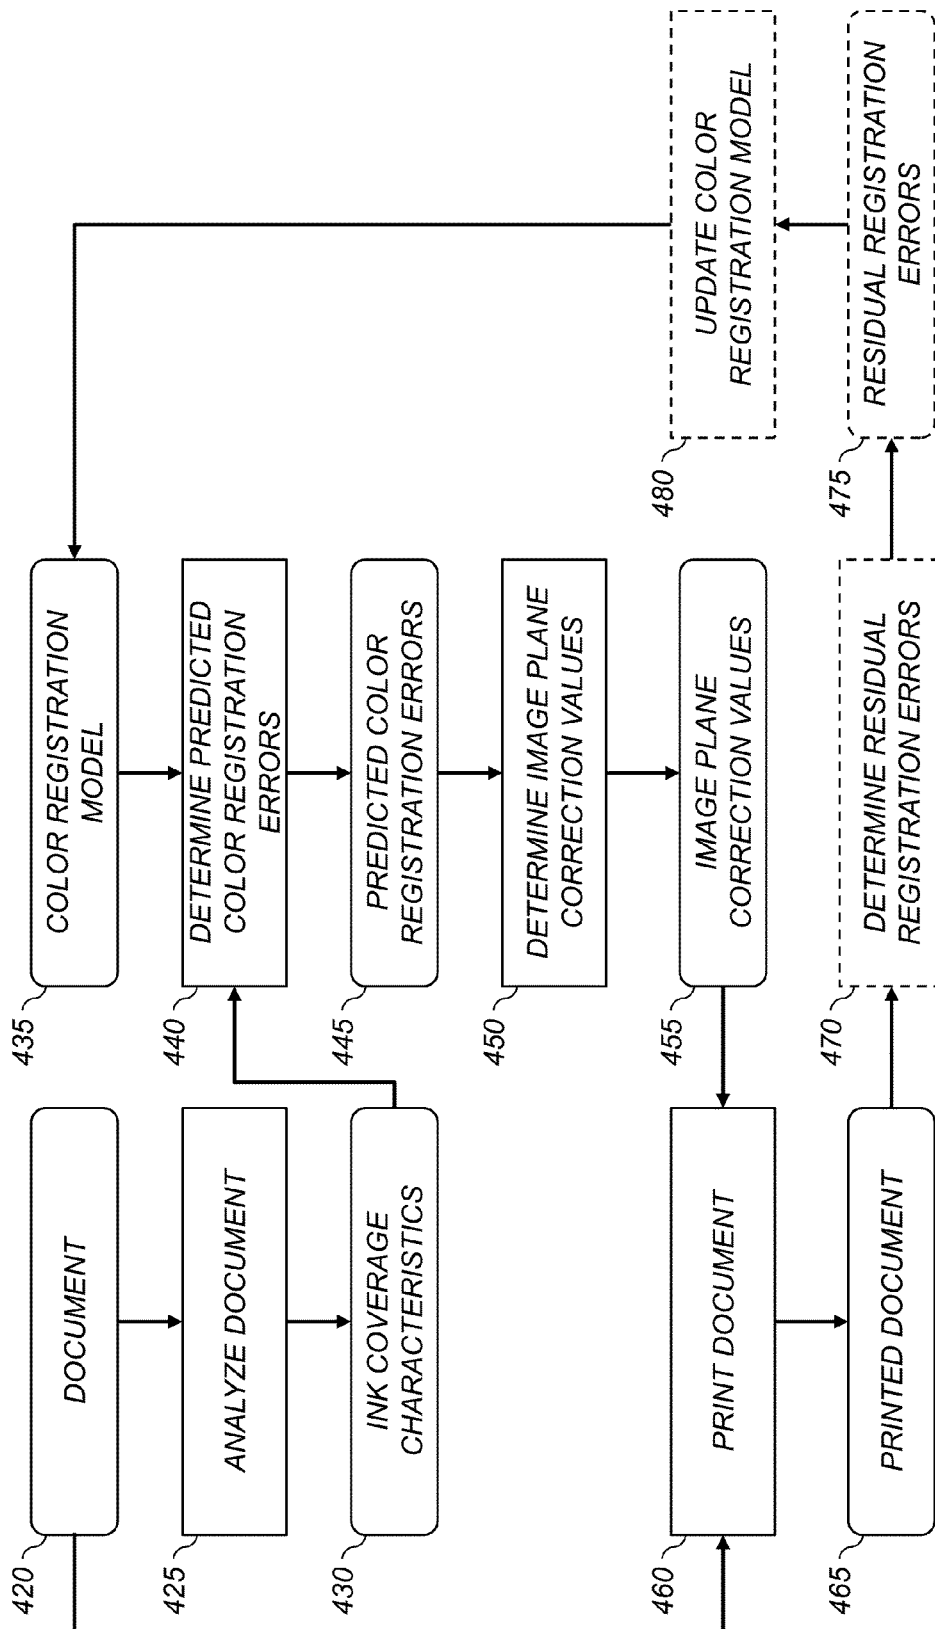 DOCUMENT
420
ANALYZE DOCUMENT
425
INK COVERAGE
CHARACTERISTICS
430
COLOR REGISTRATION
MODEL
435
DETERMINE PREDICTED
COLOR REGISTRATION
ERRORS
440
PREDICTED COLOR
REGISTRATION ERRORS
445
DETERMINE IMAGE PLANE
CORRECTION VALUES
450
IMAGE PLANE
CORRECTION VALUES
455
PRINT DOCUMENT
460
PRINTED DOCUMENT
465
DETERMINE RESIDUAL
REGISTRATION ERRORS
470
RESIDUAL REGISTRATION
ERRORS
475
UPDATE COLOR
REGISTRATION MODEL
480